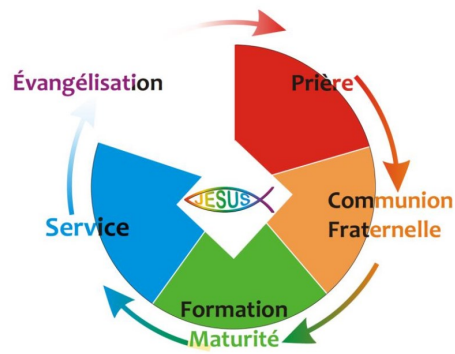 Évangélisation
Prière
Communion
Fraternelle
JESUS
Service
Formation
Maturité